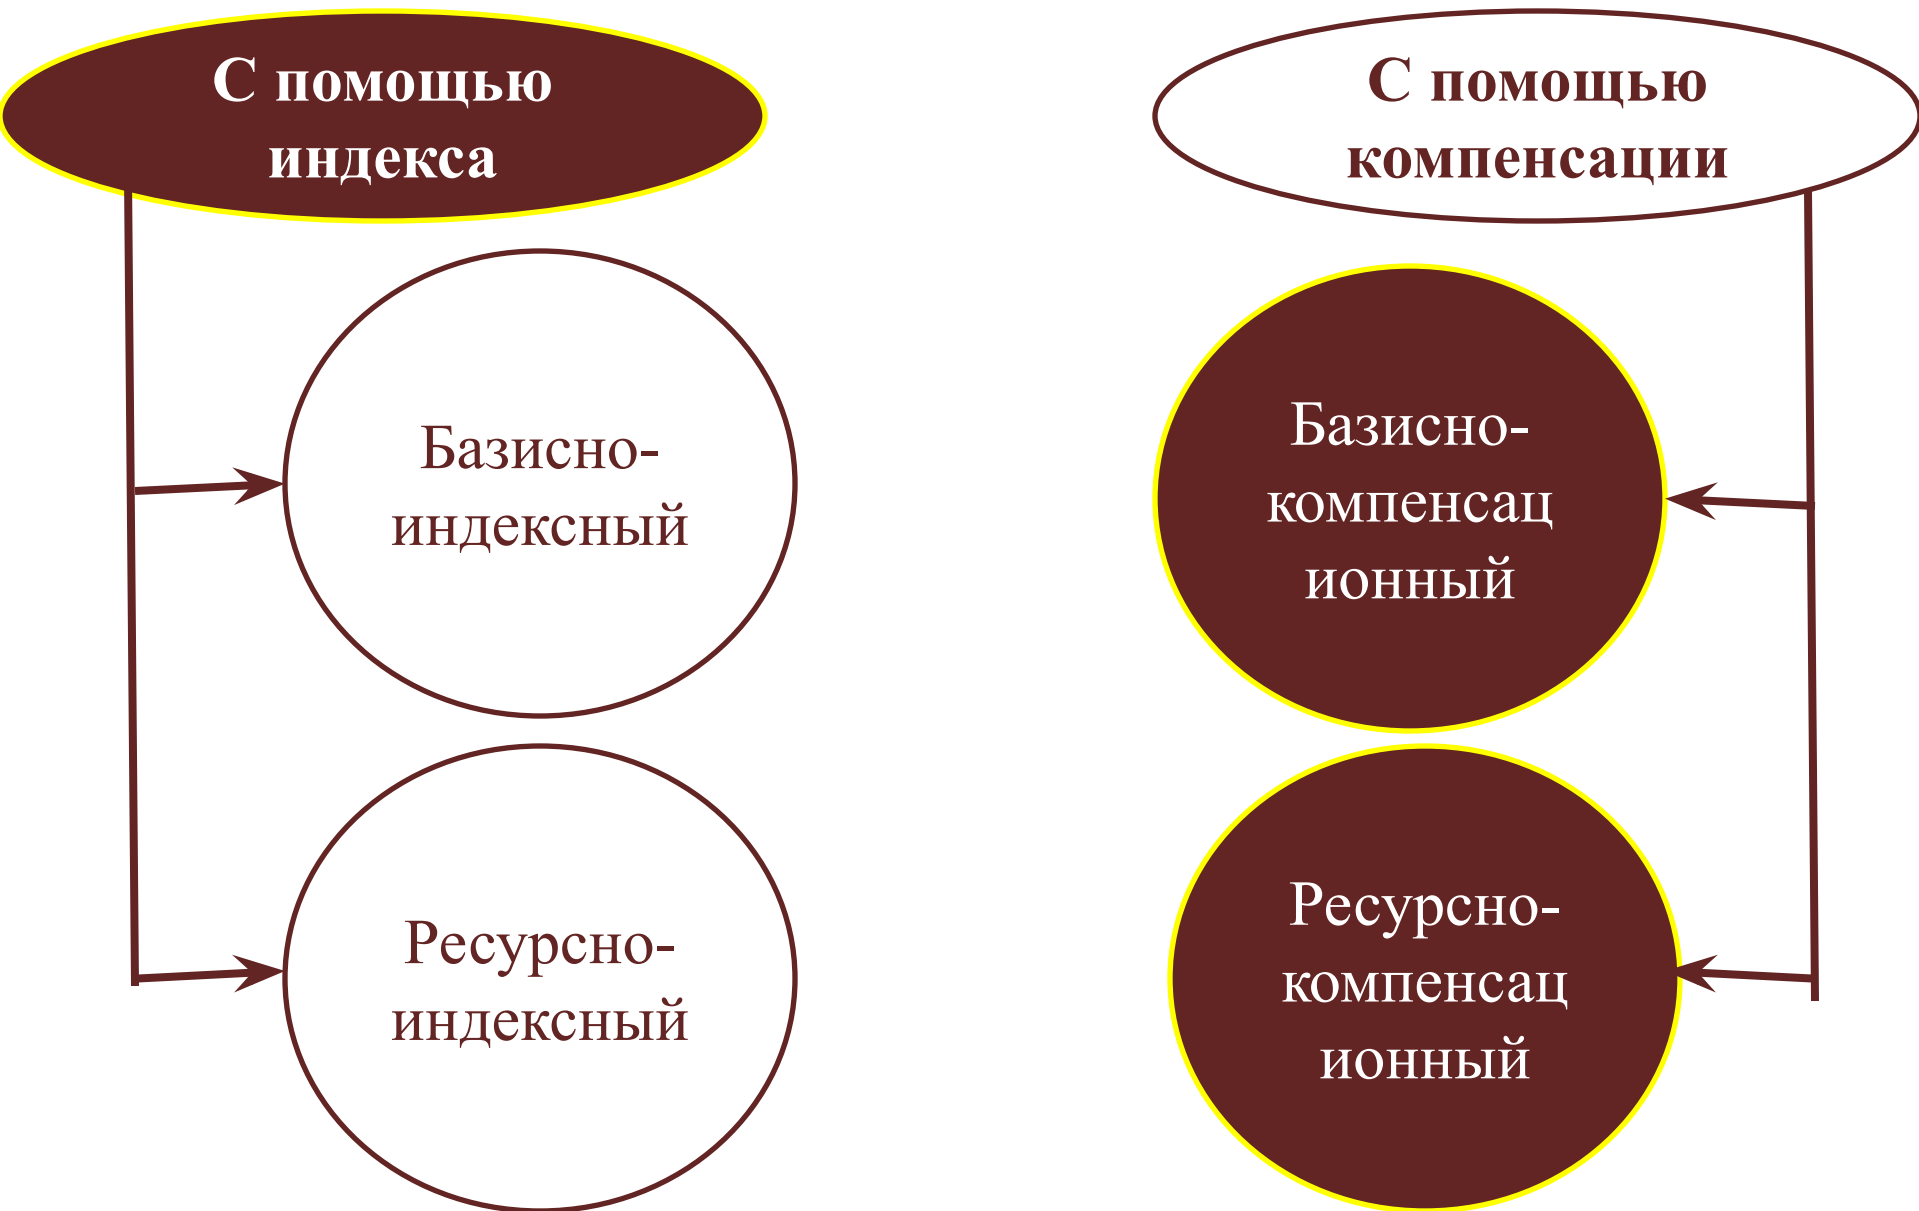 С помощью
индекса
Базисно-
индексный
Ресурсно-
индексный
С помощью
компенсации
Базисно-
компенсац
ионный
Ресурсно-
компенсац
ионный